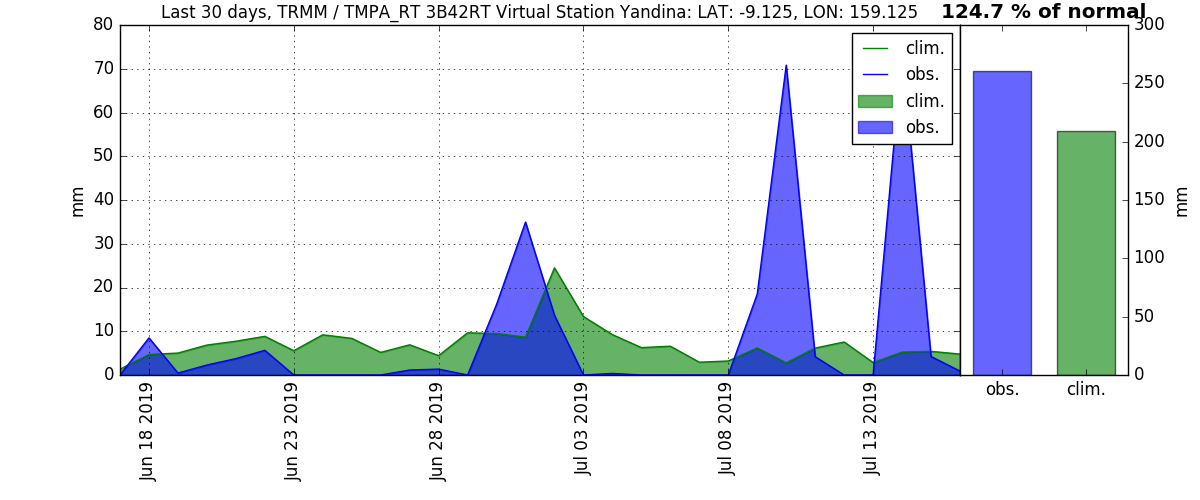 Last 30 days, TRMM / TMPA_RT 3B42RT Virtual Station Yandina: LAT: -9.125, LON: 159.125
124.7 % of normal
80
70
60
50
40
30
20
10
0
mm
clim.
obs.
clim.
obs.
300
250
200
150
100
50
0
mm
Jun 18 2019
Jun 23 2019
Jun 28 2019
Jul 03 2019
Jul 08 2019
Jul 13 2019
obs.
clim.